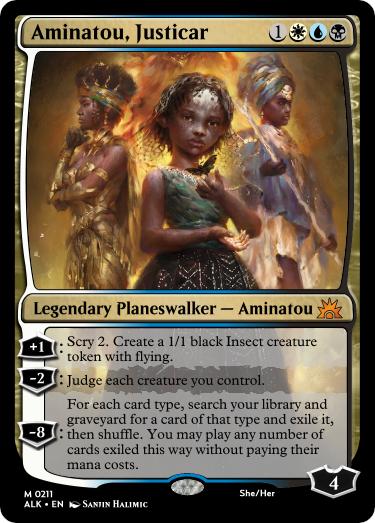 Aminatou, Justicar 1
Legendary Planeswalker — Aminatou
+1: Scry 2. Create a 1/1 black Insect creature
token with flying.
-2: Judge each creature you control.
For each card type, search your library and
graveyard for a card of that type and exile it,
-8: then shuffle. You may play any number of
cards exiled this way without paying their
mana costs.
4
M 0211
ALK • EN Sanjin Halimic
She/Her